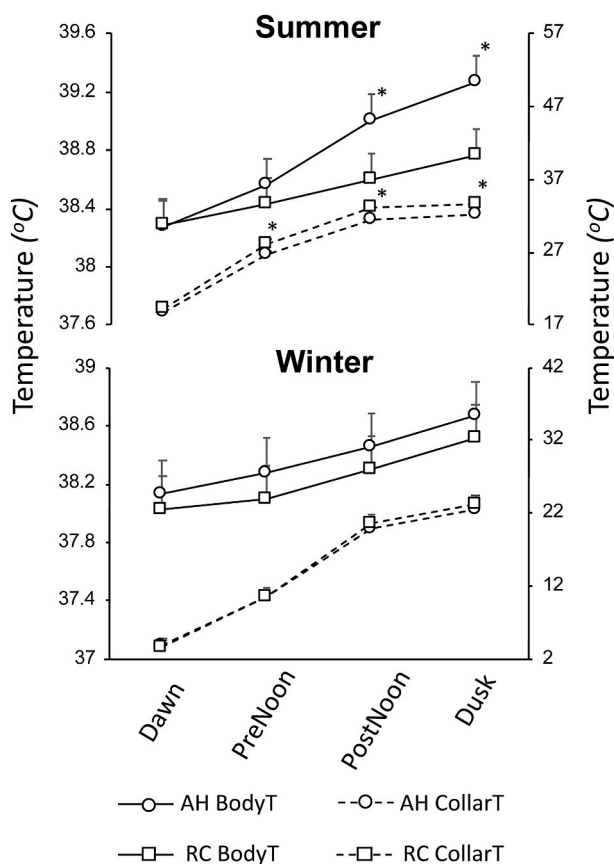 Summer
Temperature (°C)
39.6
39.2
38.8
38.4
38
37.6
* * * * *
57
47
37
27
17
Temperature (°C)
Winter
39
38.6
38.2
37.8
37.4
37
42
32
22
12
2
Dawn PreNoon PostNoon Dusk
AH BodyT AH CollarT
RC BodyT RC CollarT